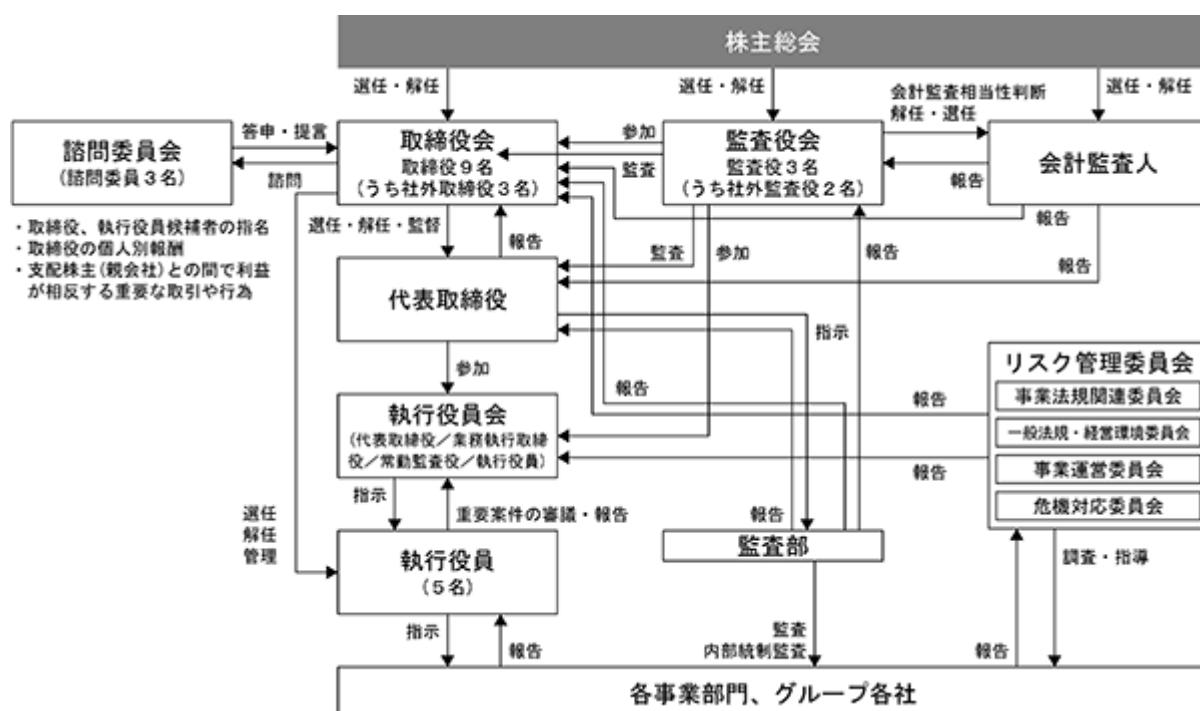 株主総会
選任・解任
選任・解任
会計監査相当性判断
解任・選任
選任・解任
諮問委員会
(諮問委員３名)
答申・提言
諮問
取締役会
取締役９名
(うち社外取締役３名)
参加
監査
監査役会
監査役３名
(うち社外監査役２名)
報告
会計監査人
・取締役、執行役員候補者の指名
・取締役の個人別報酬
・支配株主(親会社)との間で利益
が相反する重要な取引や行為
選任・解任・監督
報告
監査
参加
報告
報告
報告
代表取締役
指示
参加
報告
報告
リスク管理委員会
事業法規関連委員会
一般法規・経営環境委員会
事業運営委員会
危機対応委員会
執行役員会
(代表取締役／業務執行取締
役／常勤監査役／執行役員)
報告
指示
重要案件の審議・報告
報告
選任
解任
管理
執行役員
(５名)
監査部
調査・指導
指示
報告
監査
内部統制監査
報告
各事業部門、グループ各社